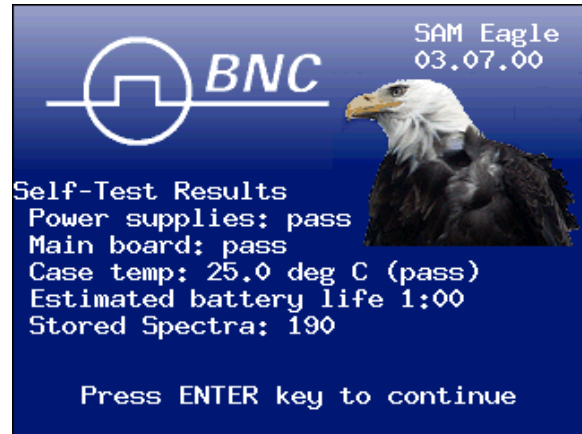 SAM Eagle
03.07.00
BNC
Self-Test Results
Power supplies: pass
Main board: pass
Case temp: 25.0 deg C (pass)
Estimated battery life 1:00
Stored Spectra: 190
Press ENTER key to continue